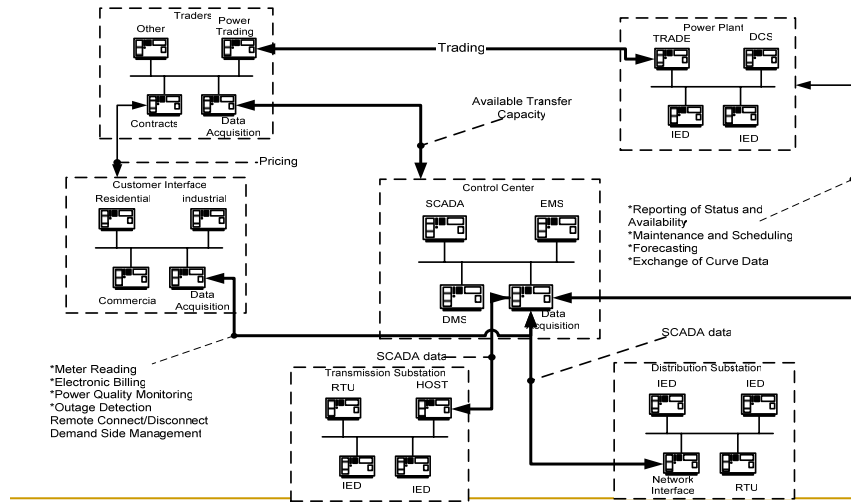 Traders
Other
Power
Trading
Contracts
Data
Acquisition
Trading
Power Plant
TRADE
DCS
IED
IED
Available Transfer
Capacity
Pricing
Customer Interface
Residential
industrial
Commercia
Data
Acquisition
Control Center
SCADA
EMS
DMS
Data
Acquisition
*Reporting of Status and
Availability
*Maintenance and Scheduling
*Forecasting
*Exchange of Curve Data
SCADA data
SCADA data
*Meter Reading
*Electronic Billing
*Power Quality Monitoring
*Outage Detection
Remote Connect/Disconnect
Demand Side Management
Transmission Substation
RTU
HOST
IED
IED
Distribution Substation
IED
IED
Network
Interface
RTU